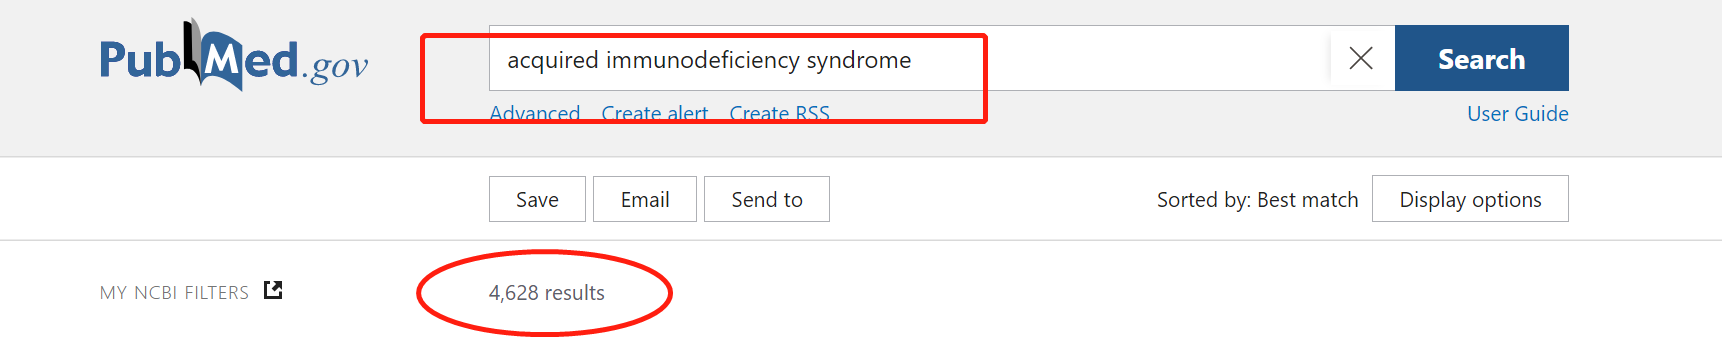 PubMed.gov
acquired immunodeficiency syndrome
Search
Advanced Create alert Create RSS
User Guide
Save Email Send to
Sorted by: Best match Display options
MY NCBI FILTERS
4,628 results